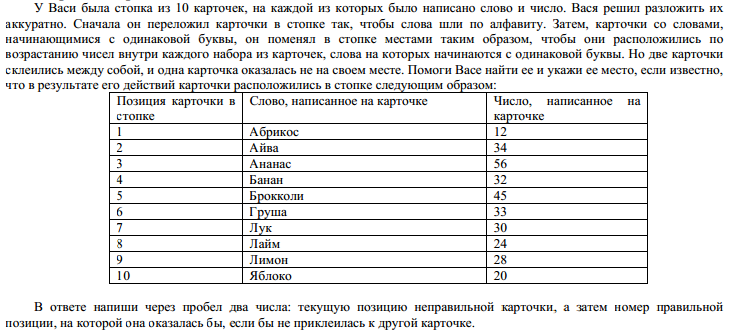 У Васи была стопка из 10 карточек, на каждой из которых было написано слово и число. Вася решил разложить их
аккуратно. Сначала он переложил карточки в стопке так, чтобы слова шли по алфавиту. Затем, карточки со словами,
начинающимися с одинаковой буквы, он поменял в стопке местами таким образом, чтобы они расположились по
возрастанию чисел внутри каждого набора из карточек, слова на которых начинаются с одинаковой буквы. Но две карточки
склеились между собой, и одна карточка оказалась не на своем месте. Помоги Васе найти ее и укажи ее место, если известно,
что в результате его действий карточки расположились в стопке следующим образом:
Позиция карточки в стопке Слово, написанное на карточке Число, написанное на карточке
1 Абрикос 12
2 Айва 34
3 Ананас 56
4 Банан 32
5 Брокколи 45
6 Груша 33
7 Лук 30
8 Лайм 24
9 Лимон 28
10 Яблоко 20
В ответе напиши через пробел два числа: текущую позицию неправильной карточки, а затем номер правильной
позиции, на которой она оказалась бы, если бы не приклеилась к другой карточке.